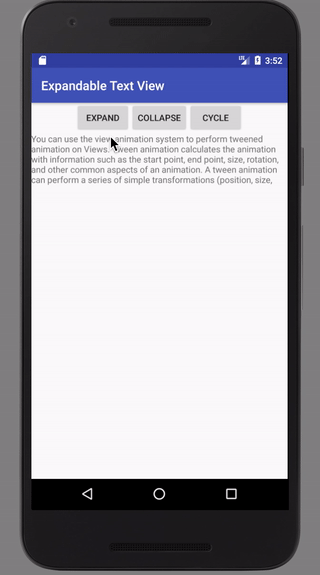 3:52
Expandable Text View
EXPAND COLLAPSE CYCLE
You can use the view animation system to perform tweened
animation on Views. Tween animation calculates the animation
with information such as the start point, end point, size, rotation,
and other common aspects of an animation. A tween animation
can perform a series of simple transformations (position, size,